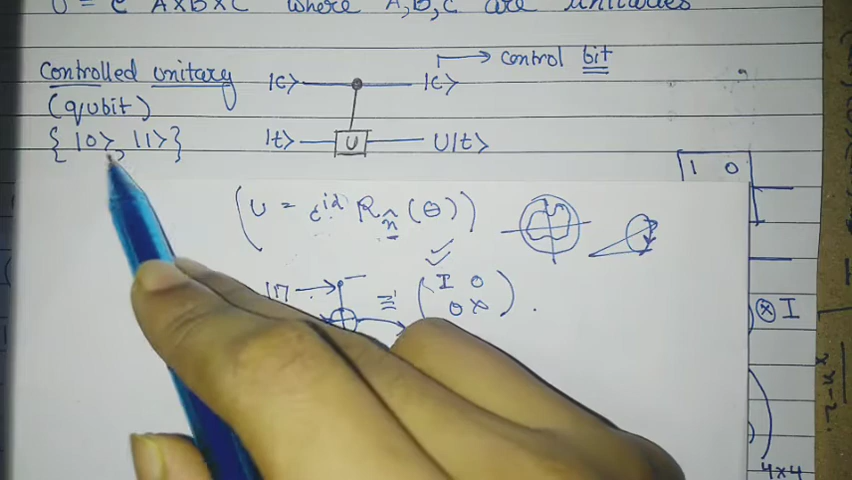 U = e A X B X C where A, B, C are unitaries
Controlled unitary |c> |c> → control bit
(qubit)
{ |0>, |1> } |t> U U|t>
1 0
( U = e^{iα} R_n̂ (θ) )
≡ ( I 0
0 X ) .
⊗ I
4x4